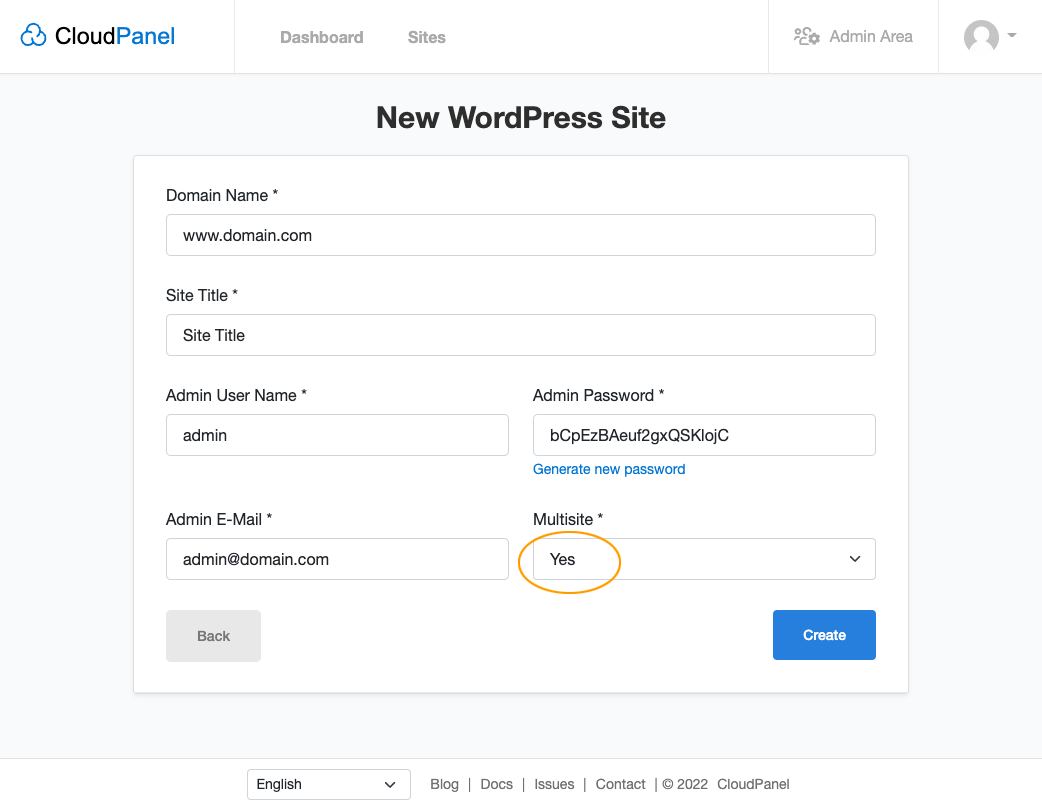 CloudPanel Dashboard Sites Admin Area
New WordPress Site
Domain Name *
www.domain.com
Site Title *
Site Title
Admin User Name * Admin Password *
admin bCpEzBAeuf2gxQSKlojC
Generate new password
Admin E-Mail * Multisite *
admin@domain.com Yes
Back Create
English Blog | Docs | Issues | Contact | © 2022 CloudPanel